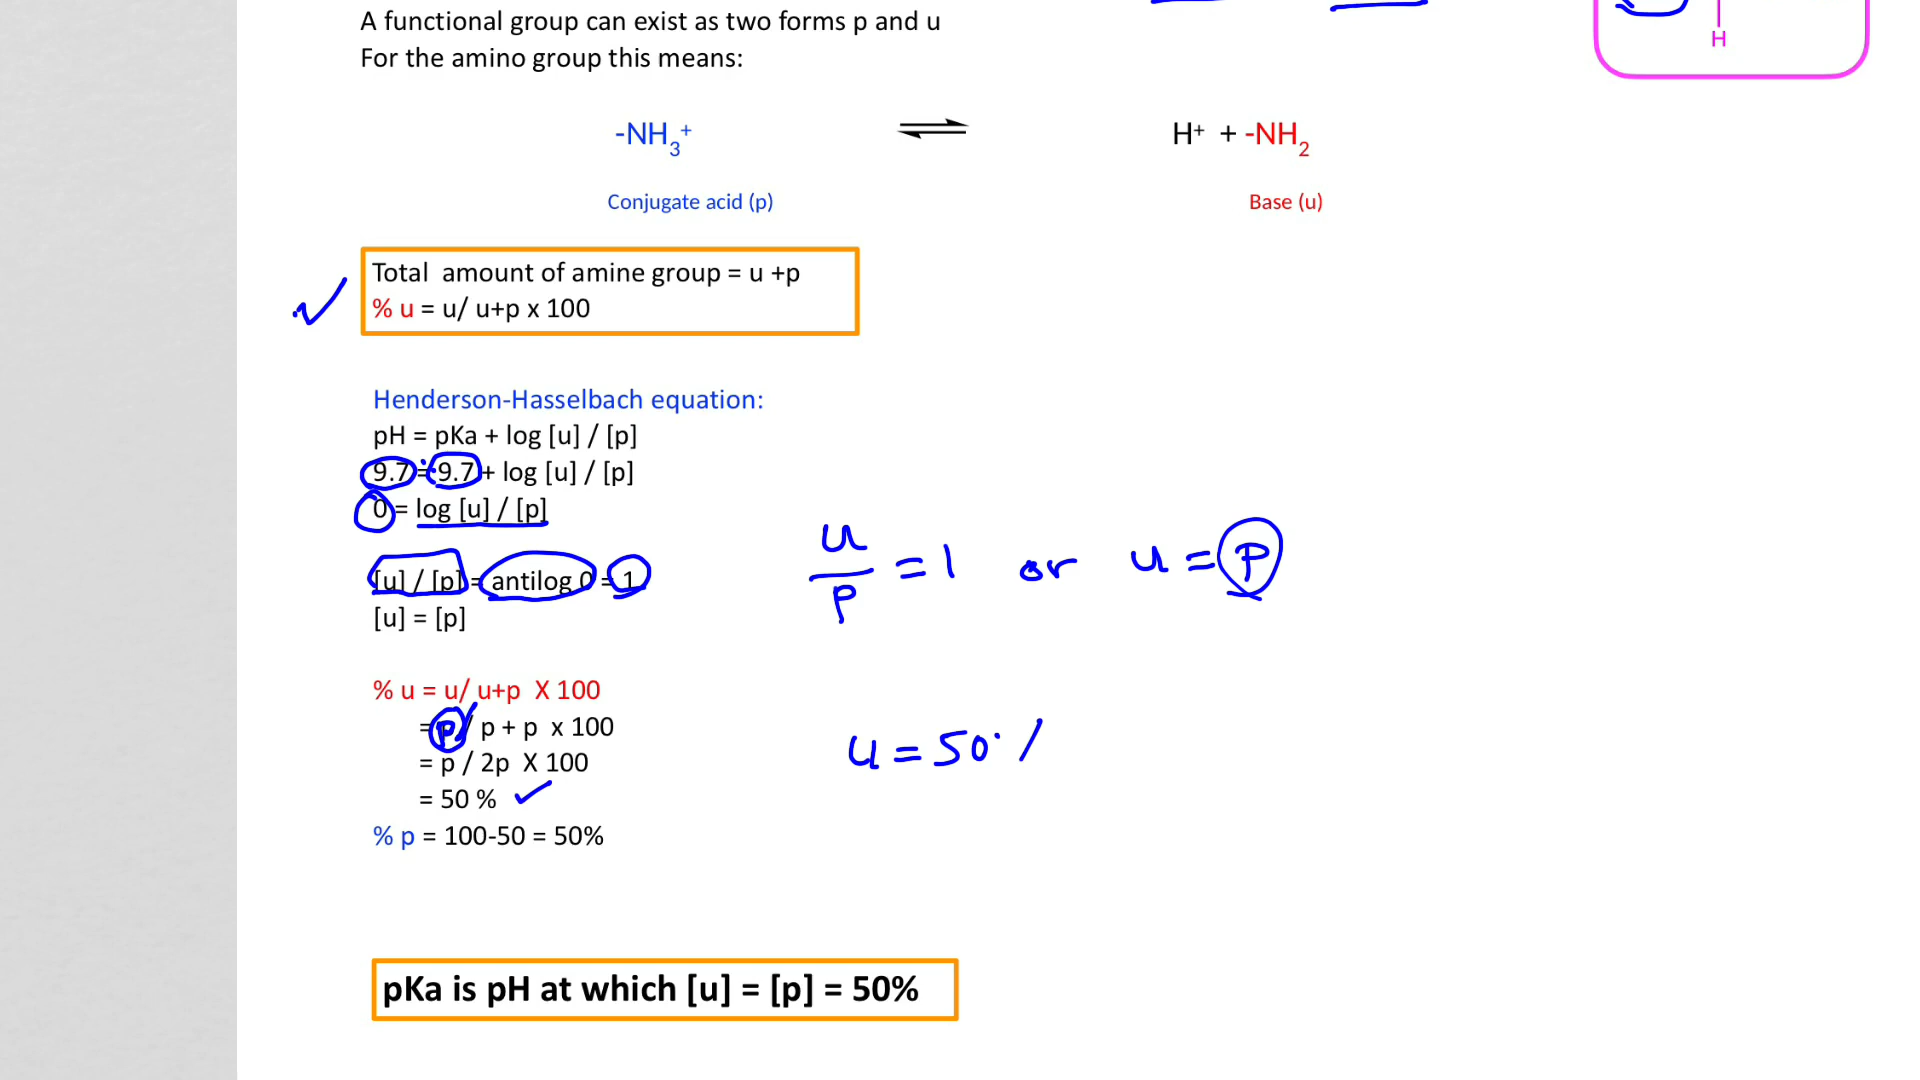 A functional group can exist as two forms p and u
For the amino group this means:
H
-NH₃⁺ ⇌ H⁺ + -NH₂
Conjugate acid (p) Base (u)
Total amount of amine group = u +p
% u = u/ u+p x 100
Henderson-Hasselbach equation:
pH = pKa + log [u] / [p]
9.7 = 9.7 + log [u] / [p]
0 = log [u] / [p]
u/p = 1 or u = p
[u] / [p] = antilog 0 = 1
[u] = [p]
% u = u/ u+p X 100
= p / p + p x 100
u = 50%
= p / 2p X 100
= 50 %
% p = 100-50 = 50%
pKa is pH at which [u] = [p] = 50%